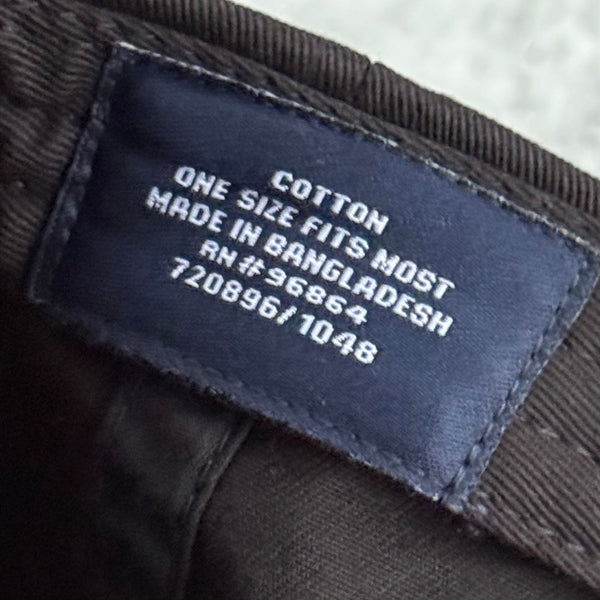 COTTON
ONE SIZE FITS MOST
MADE IN BANGLADESH
RN#96864
720896/1048